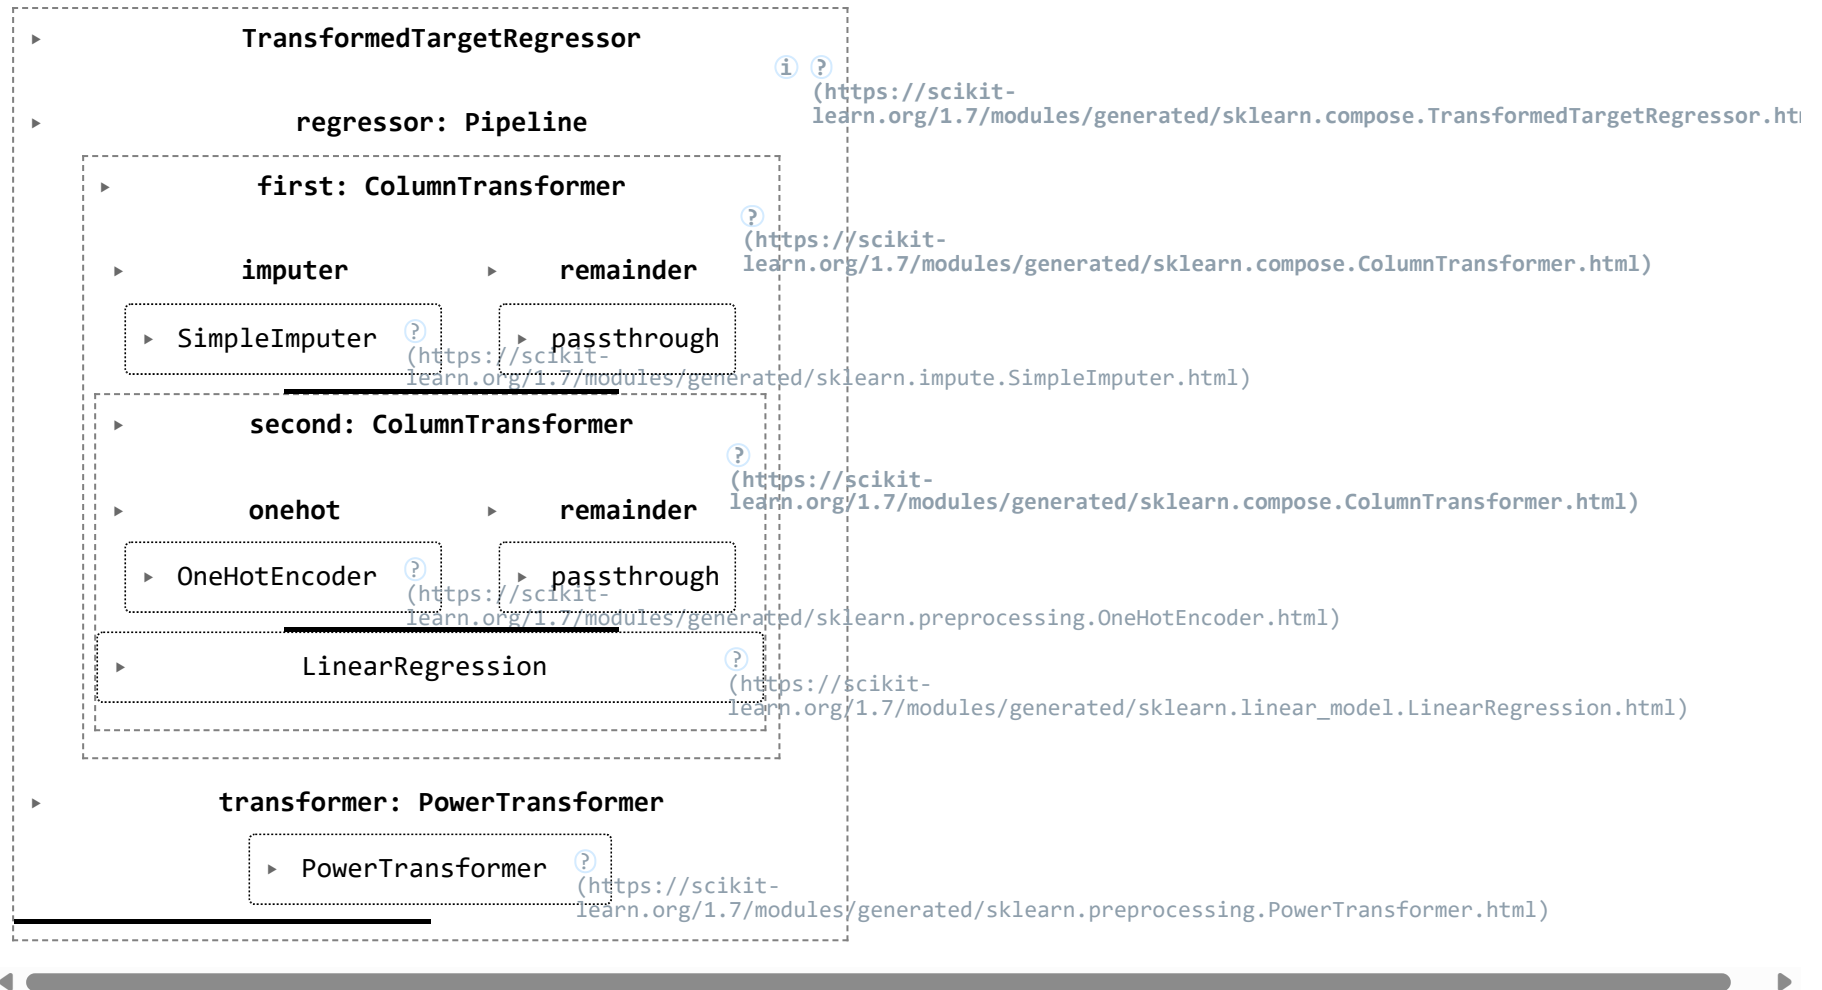 TransformedTargetRegressor
i ?
(https://scikit-
learn.org/1.7/modules/generated/sklearn.compose.TransformedTargetRegressor.htm
regressor: Pipeline
first: ColumnTransformer
?
(https://scikit-
learn.org/1.7/modules/generated/sklearn.compose.ColumnTransformer.html)
imputer remainder
SimpleImputer ? passthrough
(https://scikit-
learn.org/1.7/modules/generated/sklearn.impute.SimpleImputer.html)
second: ColumnTransformer
?
(https://scikit-
learn.org/1.7/modules/generated/sklearn.compose.ColumnTransformer.html)
onehot remainder
OneHotEncoder ? passthrough
(https://scikit-
learn.org/1.7/modules/generated/sklearn.preprocessing.OneHotEncoder.html)
LinearRegression ?
(https://scikit-
learn.org/1.7/modules/generated/sklearn.linear_model.LinearRegression.html)
transformer: PowerTransformer
PowerTransformer ?
(https://scikit-
learn.org/1.7/modules/generated/sklearn.preprocessing.PowerTransformer.html)